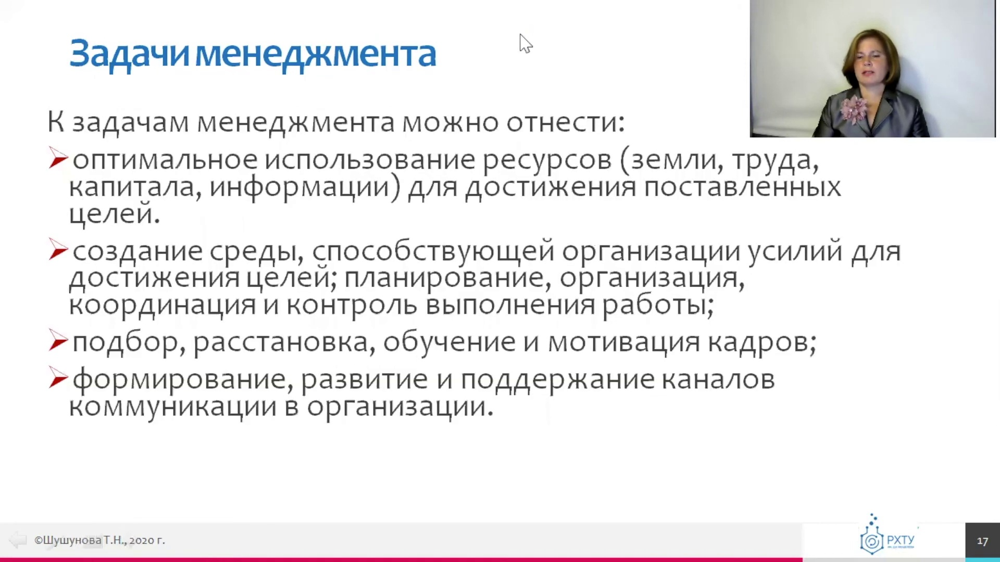 Задачи менеджмента
К задачам менеджмента можно отнести:
оптимальное использование ресурсов (земли, труда,
капитала, информации) для достижения поставленных
целей.
создание среды, способствующей организации усилий для
достижения целей; планирование, организация,
координация и контроль выполнения работы;
подбор, расстановка, обучение и мотивация кадров;
формирование, развитие и поддержание каналов
коммуникации в организации.
©Шушунова Т.Н., 2020 г.
РХТУ
17